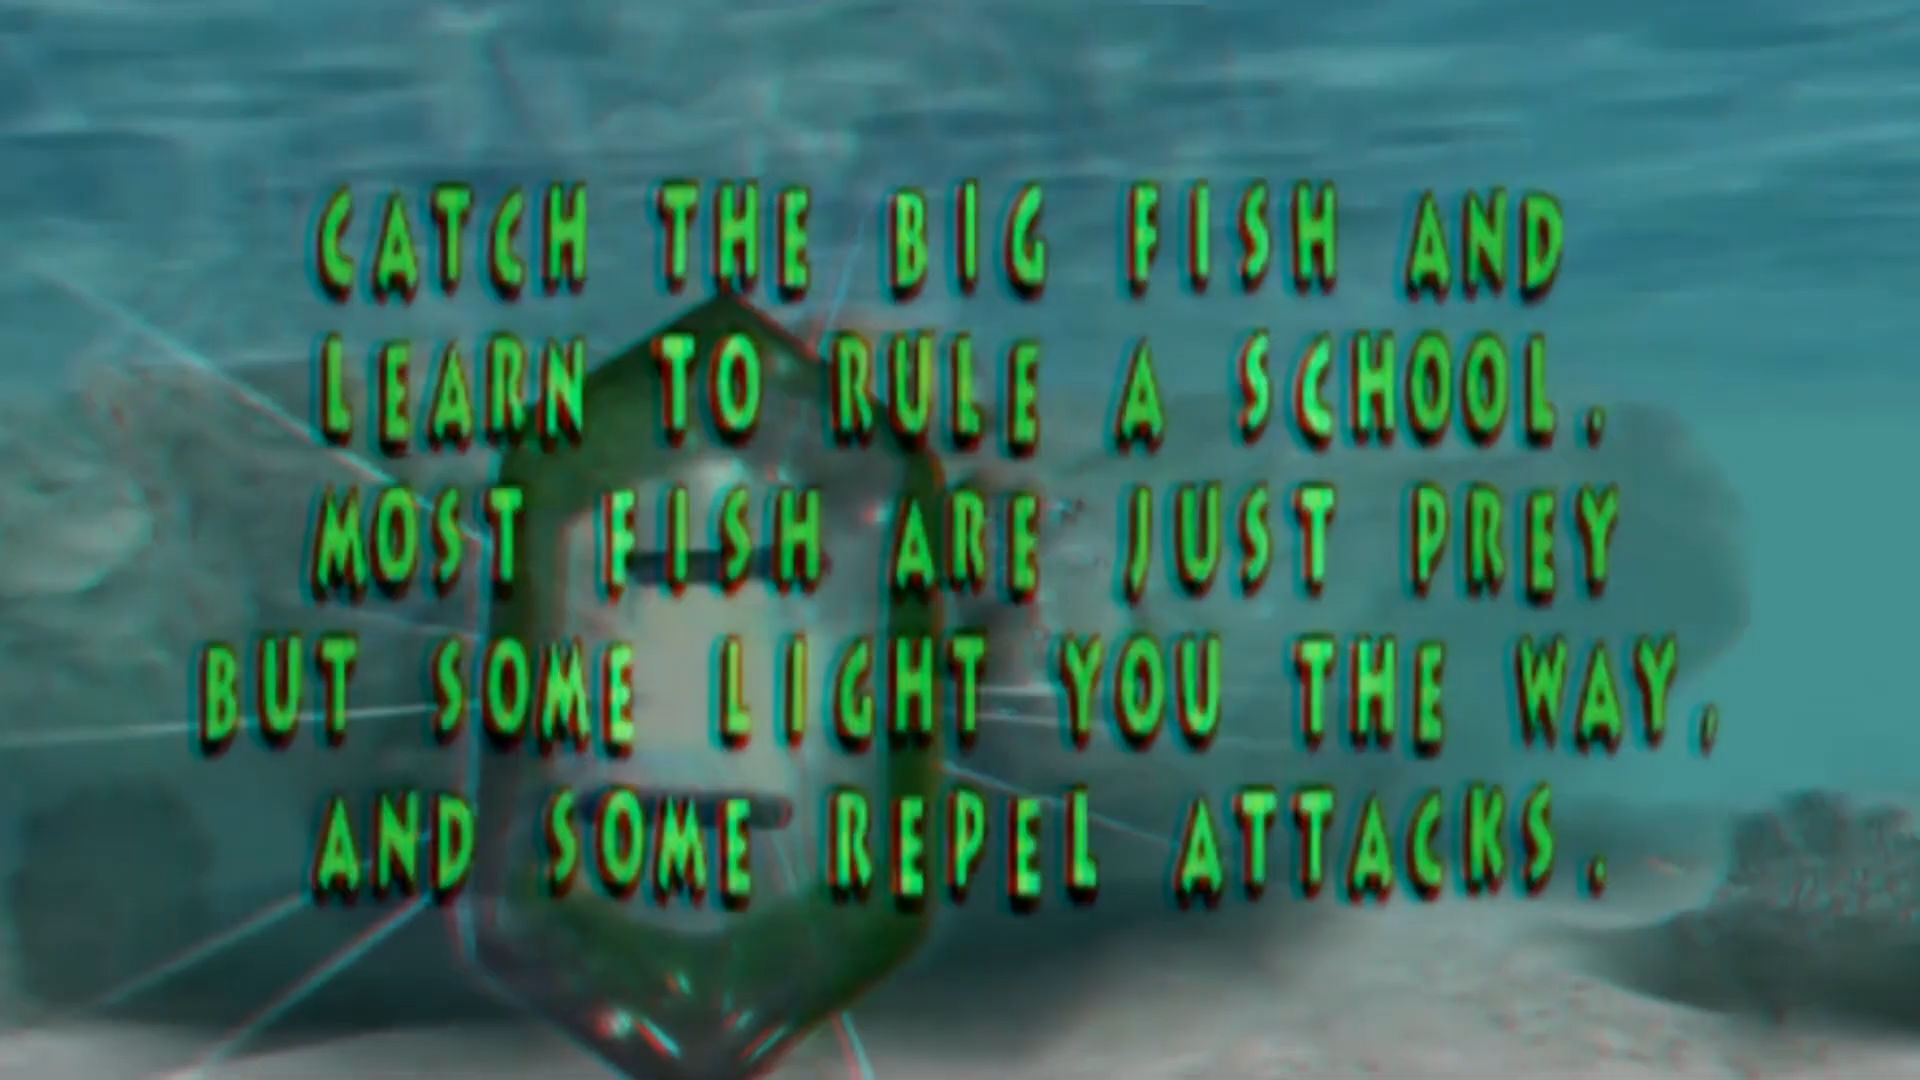 CATCH THE BIG FISH AND
LEARN TO RULE A SCHOOL.
MOST FISH ARE JUST PREY
BUT SOME LIGHT YOU THE WAY,
AND SOME REPEL ATTACKS.